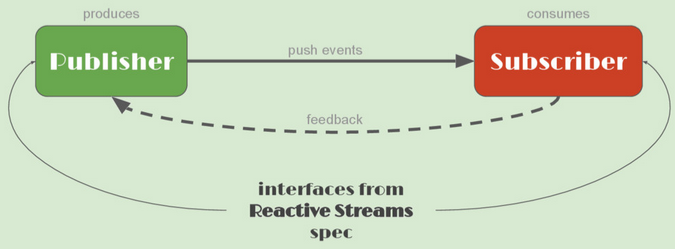 produces
consumes
Publisher
push events
Subscriber
feedback
interfaces from
Reactive Streams
spec